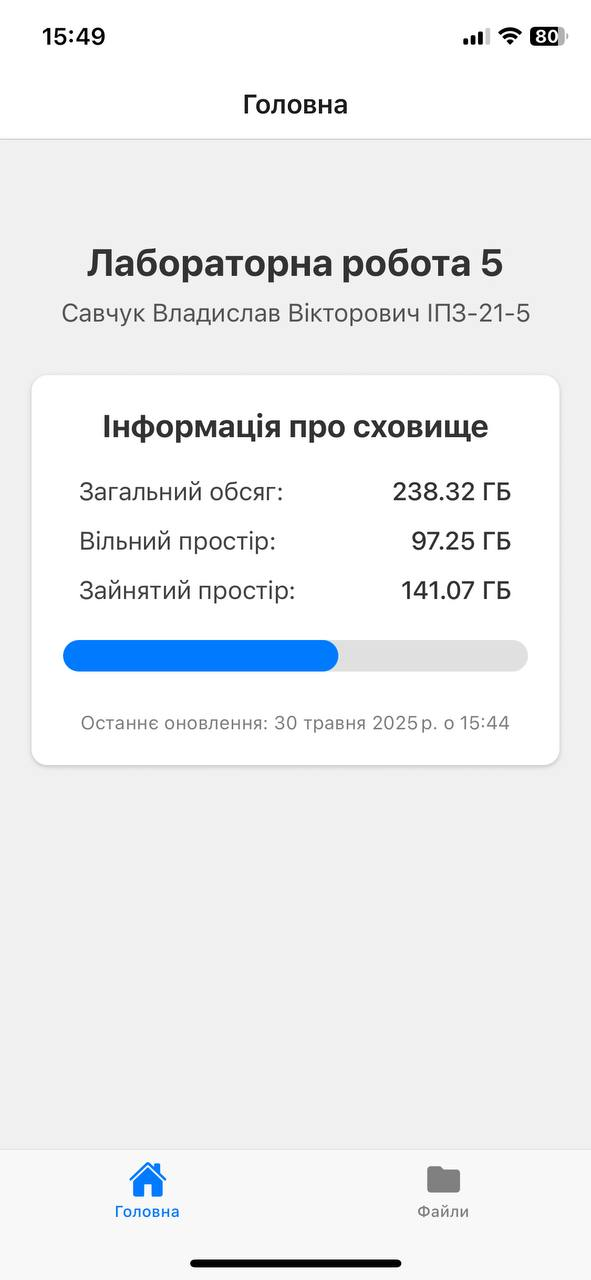 15:49
80
Головна
Лабораторна робота 5
Савчук Владислав Вікторович ІПЗ-21-5
Інформація про сховище
Загальний обсяг: 238.32 ГБ
Вільний простір: 97.25 ГБ
Зайнятий простір: 141.07 ГБ
Останнє оновлення: 30 травня 2025 р. о 15:44
Головна
Файли